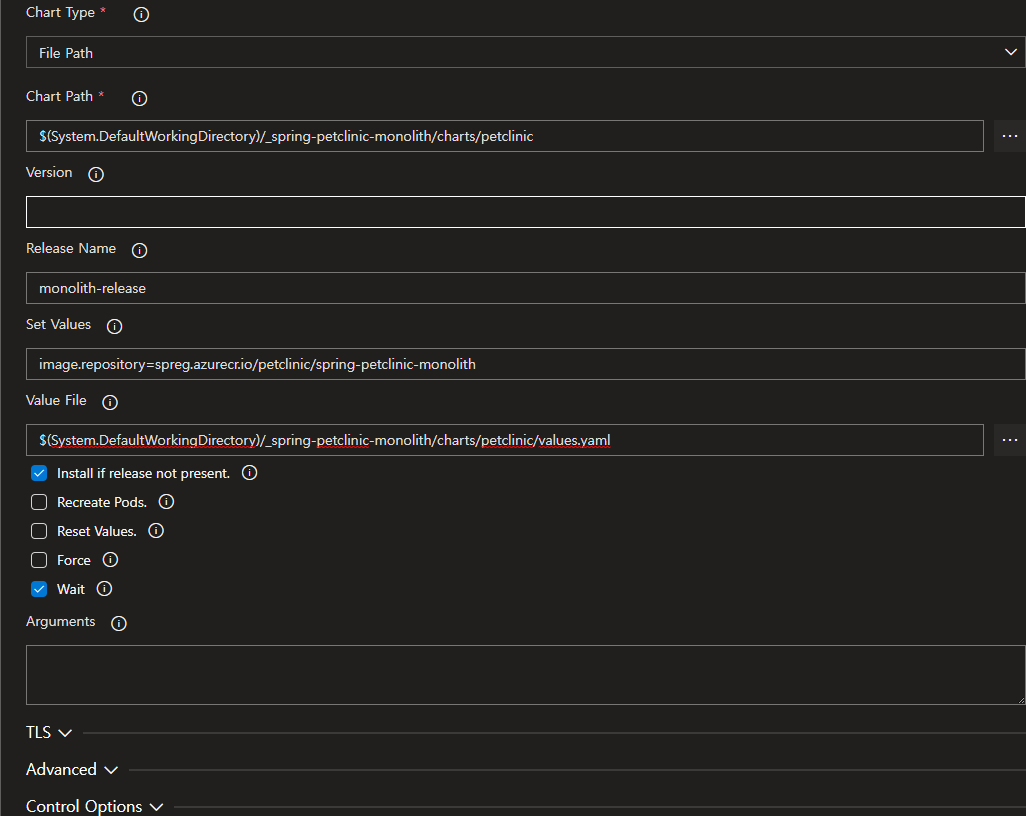 Chart Type *
File Path
Chart Path *
$(System.DefaultWorkingDirectory)/_spring-petclinic-monolith/charts/petclinic
Version
Release Name
monolith-release
Set Values
image.repository=spreg.azurecr.io/petclinic/spring-petclinic-monolith
Value File
$(System.DefaultWorkingDirectory)/_spring-petclinic-monolith/charts/petclinic/values.yaml
Install if release not present.
Recreate Pods.
Reset Values.
Force
Wait
Arguments
TLS
Advanced
Control Options